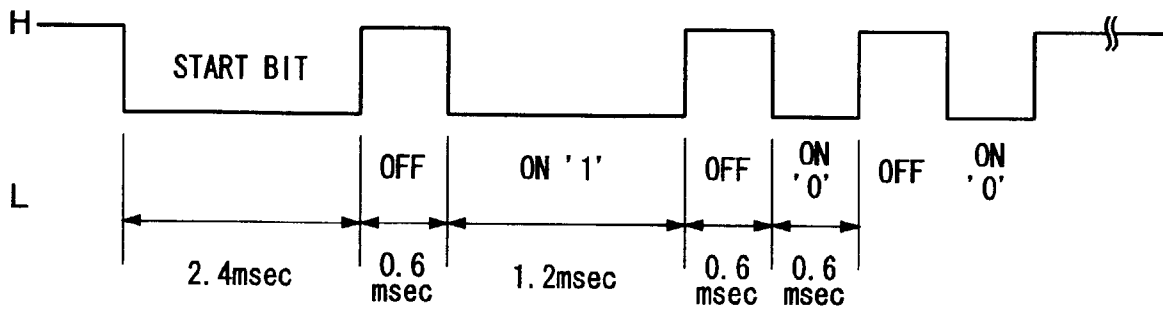 H
START BIT
OFF
ON '1'
OFF
ON
'0'
OFF
ON
'0'
L
2.4msec
0.6
msec
1.2msec
0.6
msec
0.6
msec